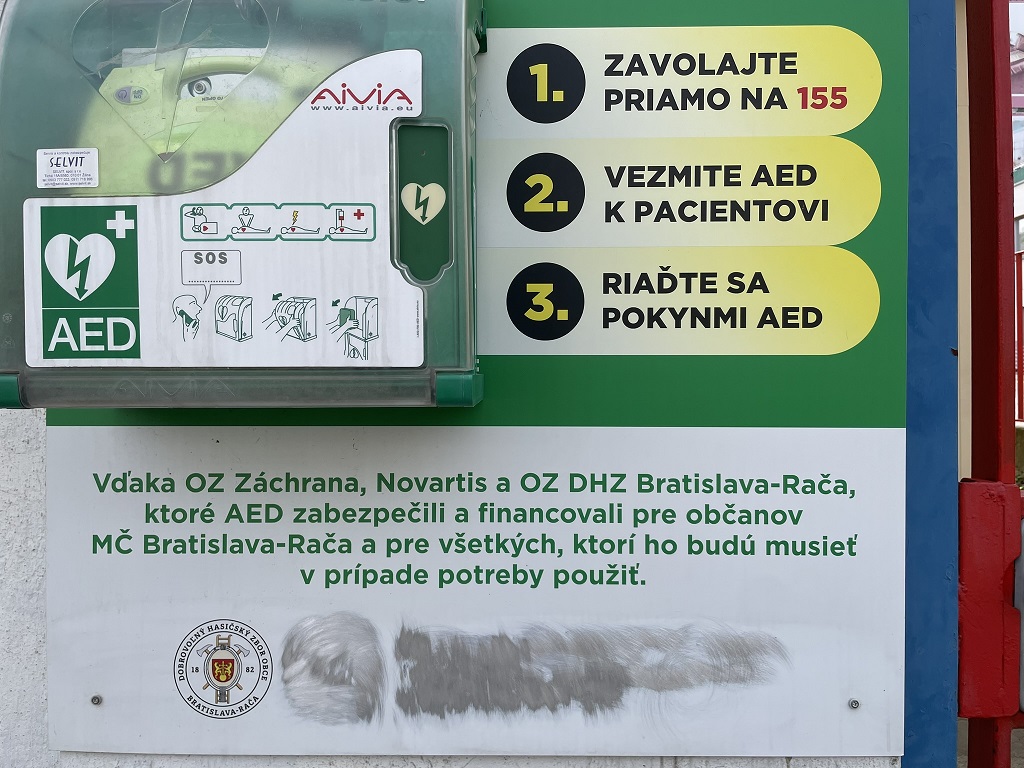 AiViA
www.aivia.eu
SELVIT
AED
SOS
AED
1.
ZAVOLAJTE
PRIAMO NA 155
2.
VEZMITE AED
K PACIENTOVI
3.
RIAĎTE SA
POKYNMI AED
Vďaka OZ Záchrana, Novartis a OZ DHZ Bratislava-Rača,
ktoré AED zabezpečili a financovali pre občanov
MČ Bratislava-Rača a pre všetkých, ktorí ho budú musieť
v prípade potreby použiť.
DOBROVOĽNÝ HASIČSKÝ ZBOR OBCE
18 82
BRATISLAVA-RAČA